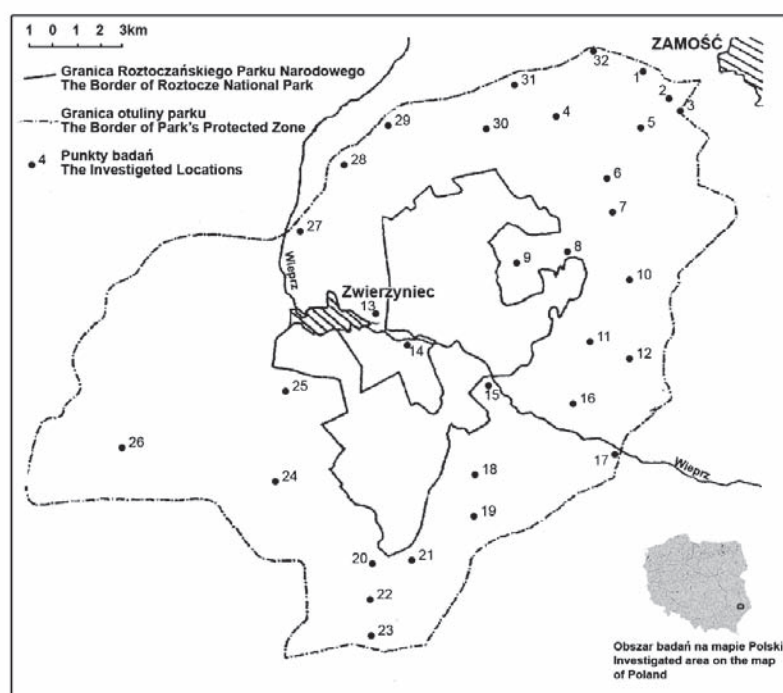 1 0 1 2 3km
Granica Roztoczańskiego Parku Narodowego
The Border of Roztocze National Park
Granica otuliny parku
The Border of Park's Protected Zone
4 Punkty badań
The Investigeted Locations
ZAMOŚĆ
32
1
31
2
3
4
29
30
5
28
6
7
27
8
9
Wieprz
10
Zwierzyniec
13
11
14
12
25
15
16
26
17
18
Wieprz
24
19
20
21
22
23
Obszar badań na mapie Polski
Investigated area on the map
of Poland